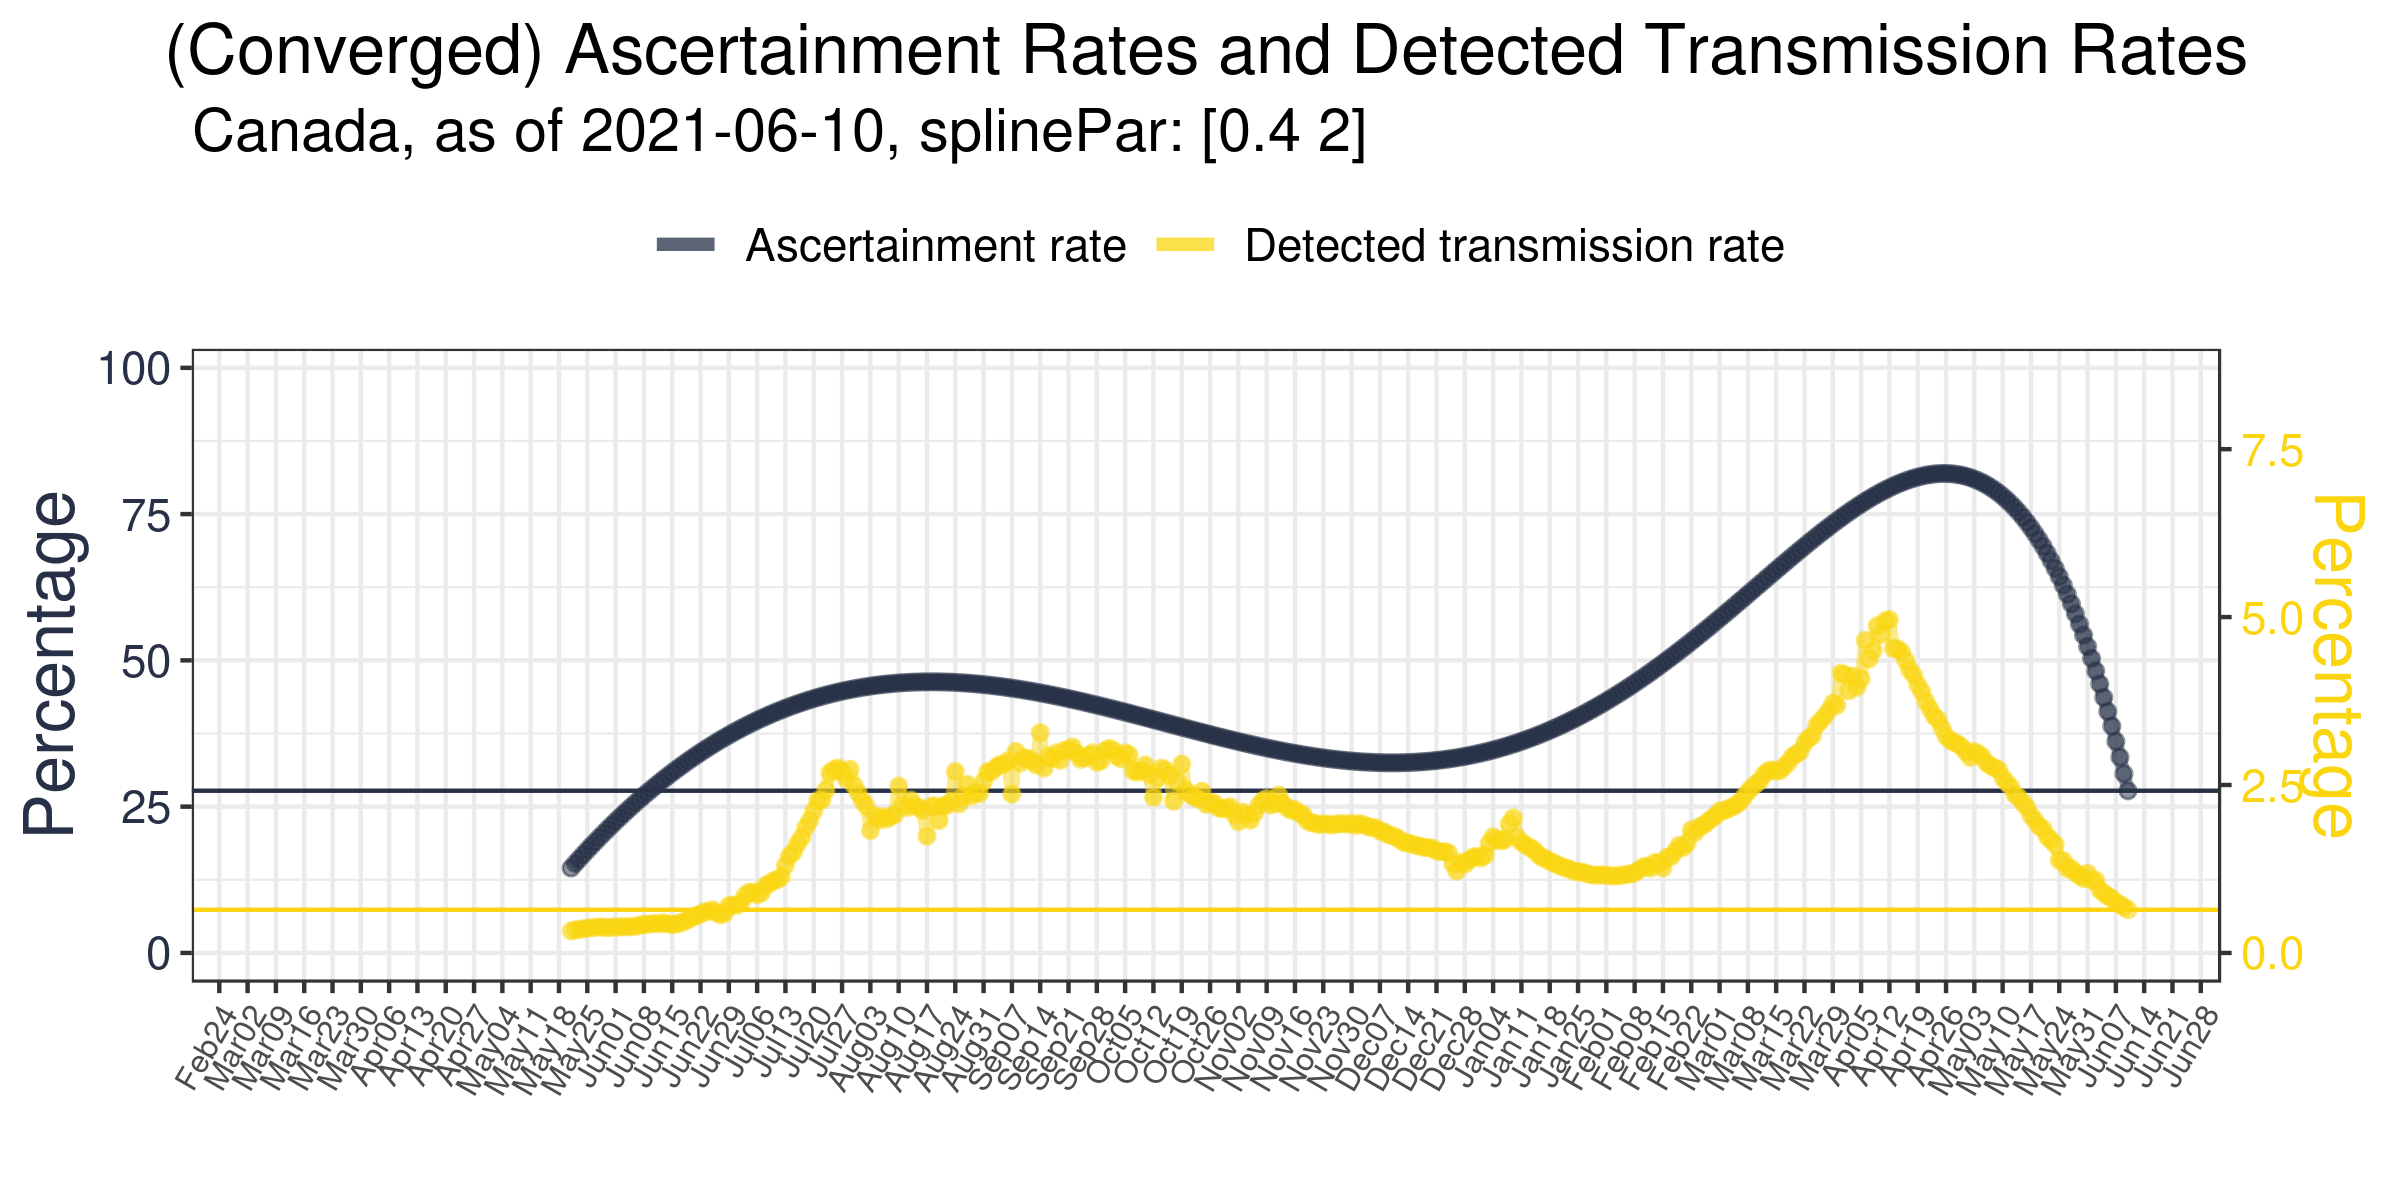 (Converged) Ascertainment Rates and Detected Transmission Rates
Canada, as of 2021-06-10, splinePar: [0.4 2]
Ascertainment rate
Detected transmission rate
Percentage
100
75
50
25
0
7.5
5.0
2.5
0.0
Percentage
Feb24
Mar02
Mar09
Mar16
Mar23
Mar30
Apr06
Apr13
Apr20
Apr27
May04
May11
May18
May25
Jun01
Jun08
Jun15
Jun22
Jun29
Jul06
Jul13
Jul20
Jul27
Aug03
Aug10
Aug17
Aug24
Aug31
Sep07
Sep14
Sep21
Sep28
Oct05
Oct12
Oct19
Oct26
Nov02
Nov09
Nov16
Nov23
Nov30
Dec07
Dec14
Dec21
Dec28
Jan04
Jan11
Jan18
Jan25
Feb01
Feb08
Feb15
Feb22
Mar01
Mar08
Mar15
Mar22
Mar29
Apr05
Apr12
Apr19
Apr26
May03
May10
May17
May24
May31
Jun07
Jun14
Jun21
Jun28